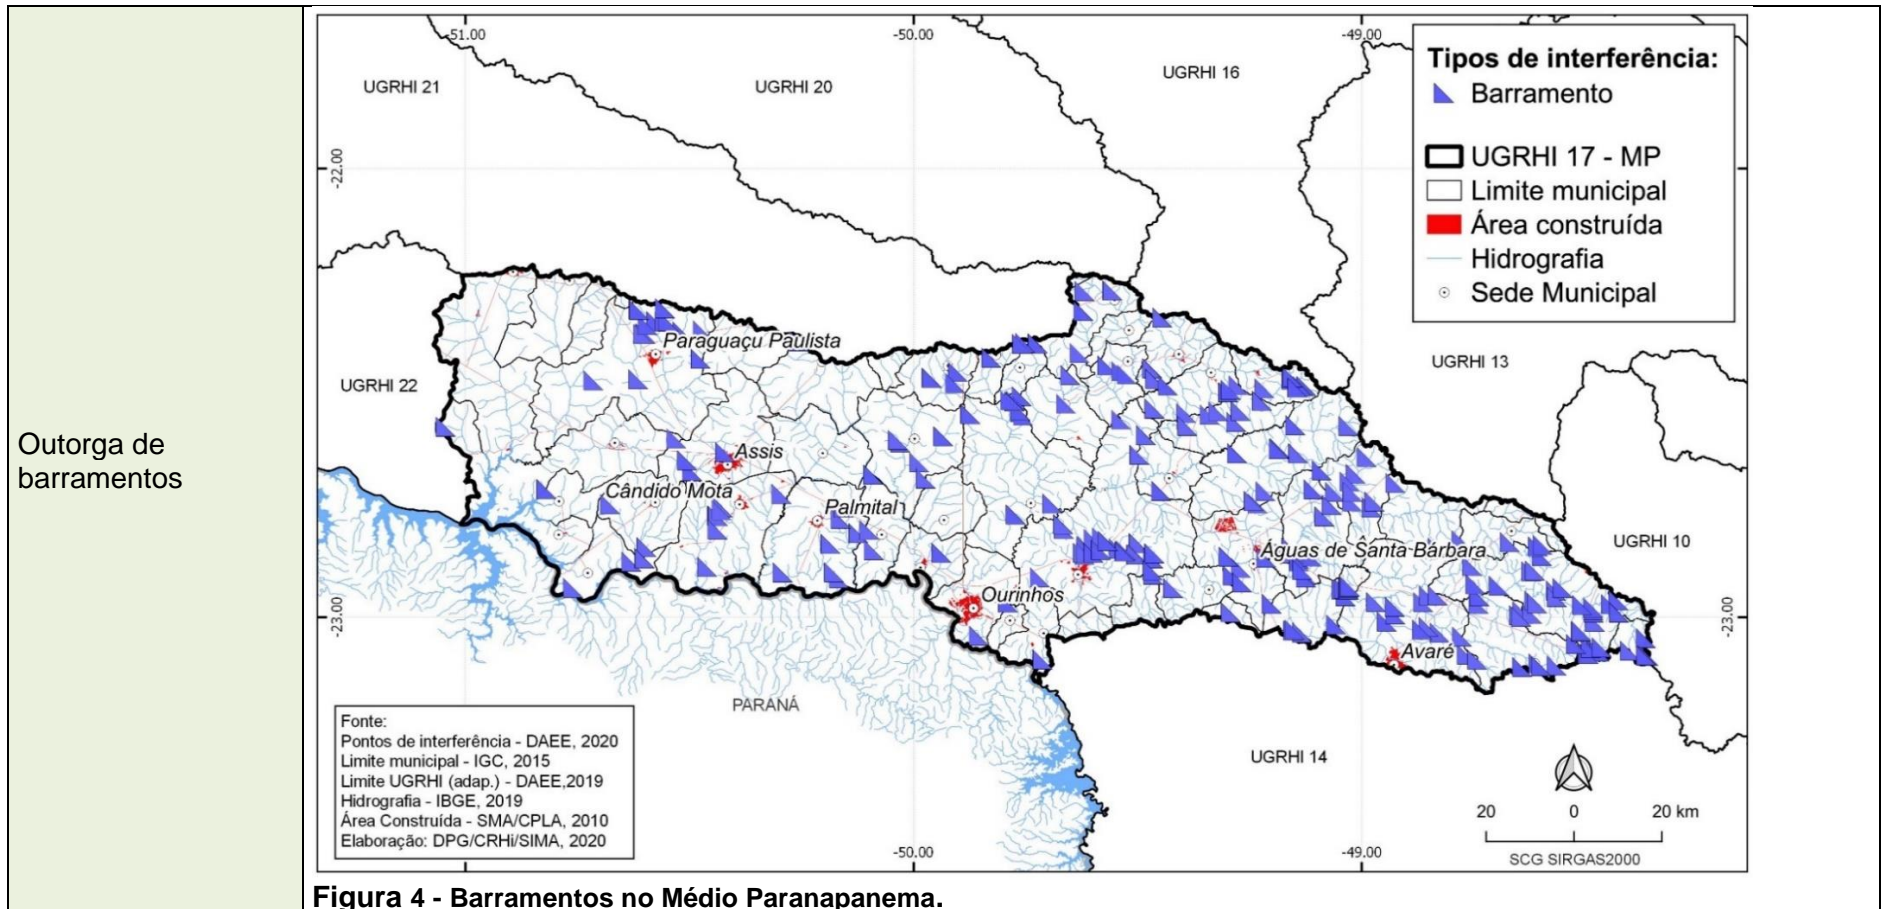 Outorga de
barramentos
-51.00
-50.00
-49.00
UGRHI 21
UGRHI 20
UGRHI 16
Tipos de interferência:
Barramento
UGRHI 17 - MP
Limite municipal
Área construída
Hidrografia
Sede Municipal
-22.00
-22.00
UGRHI 22
UGRHI 13
Paraguaçu Paulista
Assis
Cândido Mota
Palmital
Águas de Santa Bárbara
UGRHI 10
Ourinhos
-23.00
-23.00
Avaré
PARANÁ
UGRHI 14
Fonte:
Pontos de interferência - DAEE, 2020
Limite municipal - IGC, 2015
Limite UGRHI (adap.) - DAEE,2019
Hidrografia - IBGE, 2019
Área Construída - SMA/CPLA, 2010
Elaboração: DPG/CRHi/SIMA, 2020
20 0 20 km
SCG SIRGAS2000
-50.00
-49.00
Figura 4 - Barramentos no Médio Paranapanema.